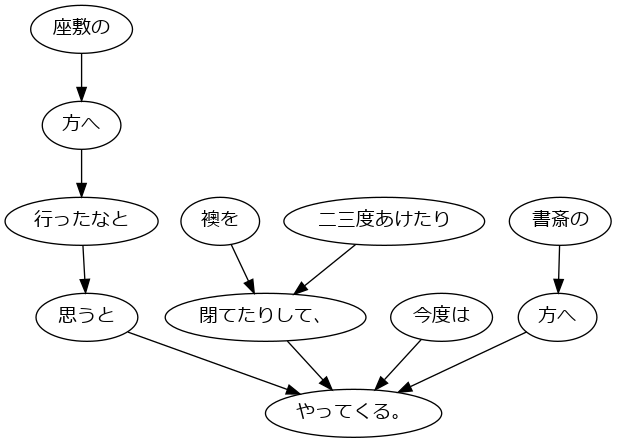 座敷の
方へ
行ったなと
襖を
二三度あけたり
書斎の
思うと
閉てたりして、
今度は
方へ
やってくる。